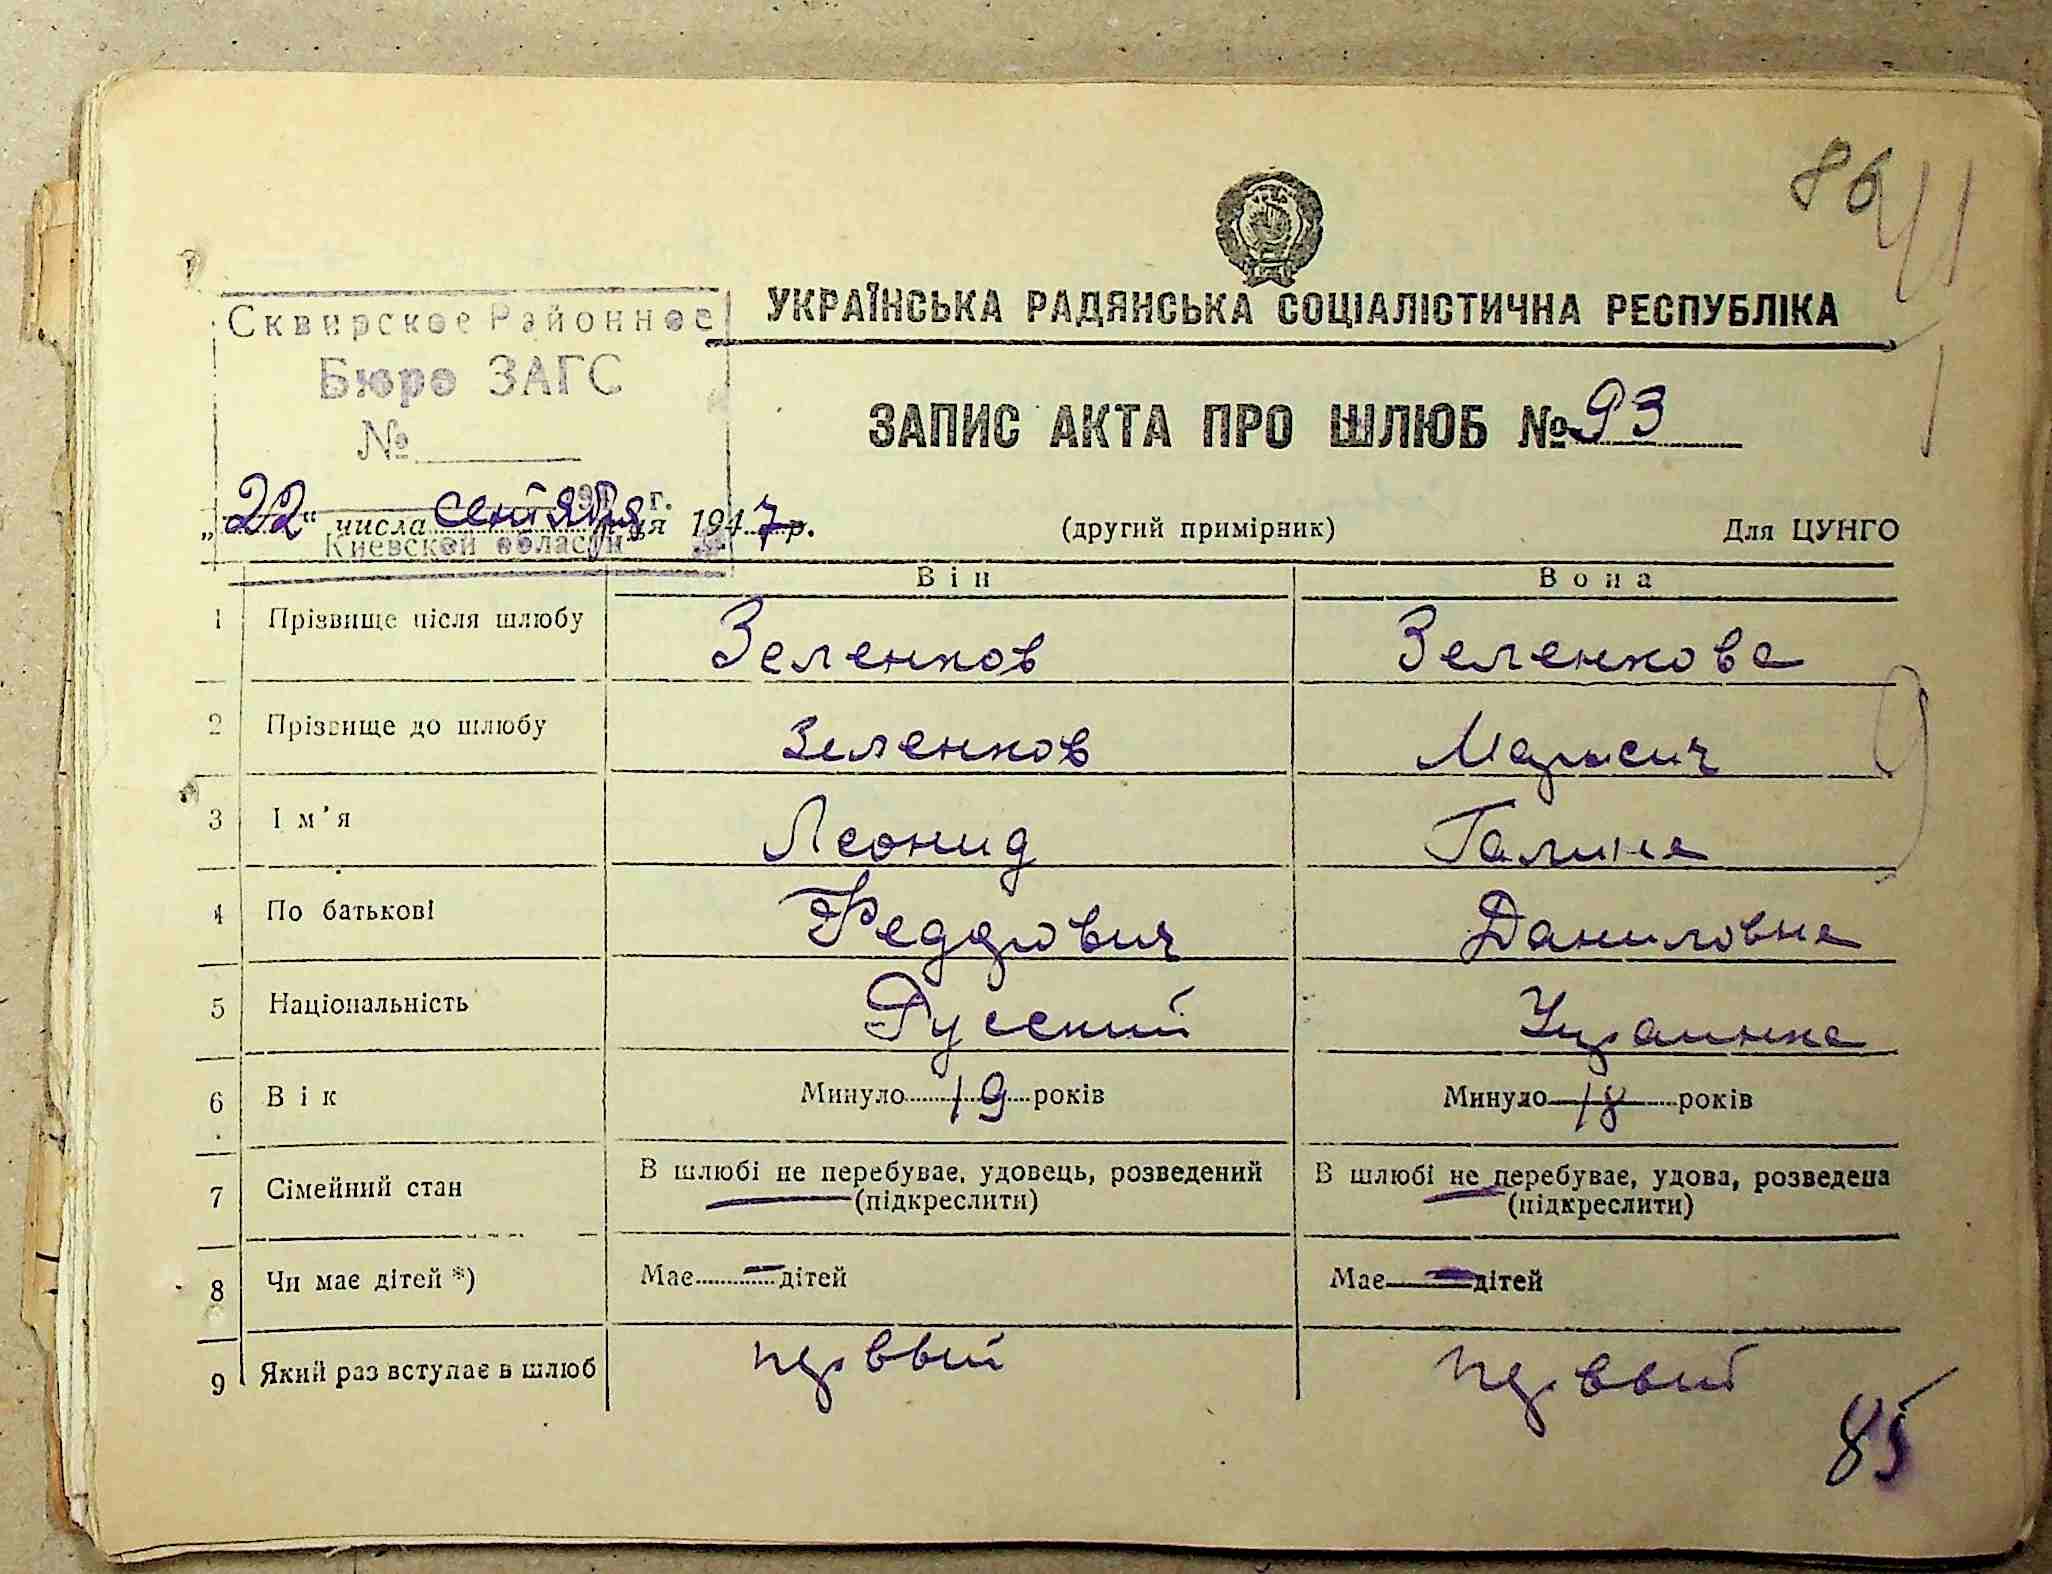 86
УКРАЇНСЬКА РАДЯНСЬКА СОЦІАЛІСТИЧНА РЕСПУБЛІКА
Сквирское Районное
Бюро ЗАГС
№
Киевской области
ЗАПИС АКТА ПРО ШЛЮБ № 93
„22“ числа сентября 1947 р.
(другий примірник)
Для ЦУНГО
Він Вона
1 Прізвище після шлюбу Зеленков Зеленкова
2 Прізвище до шлюбу Зеленков
3 Ім’я Леонид Галина
4 По батькові Федорович Даниловна
5 Національність Русский Украинка
6 Вік Минуло 19 років Минуло 18 років
7 Сімейний стан В шлюбі не перебуває, удовець, розведений В шлюбі не перебуває, удова, розведена
(підкреслити) (підкреслити)
8 Чи має дітей *) Має — дітей Має — дітей
9 Який раз вступає в шлюб первый первый
85